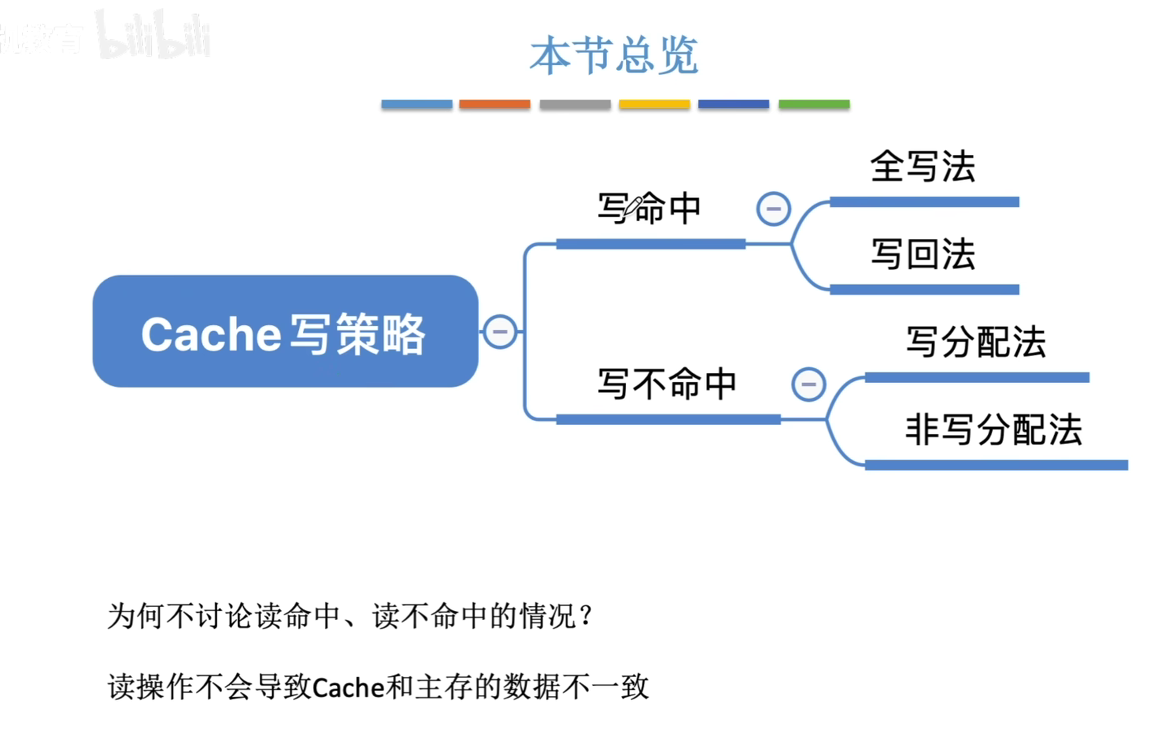 教育 bilibili
本节总览
全写法
写命中
写回法
Cache写策略
写分配法
写不命中
非写分配法
为何不讨论读命中、读不命中的情况?
读操作不会导致Cache和主存的数据不一致